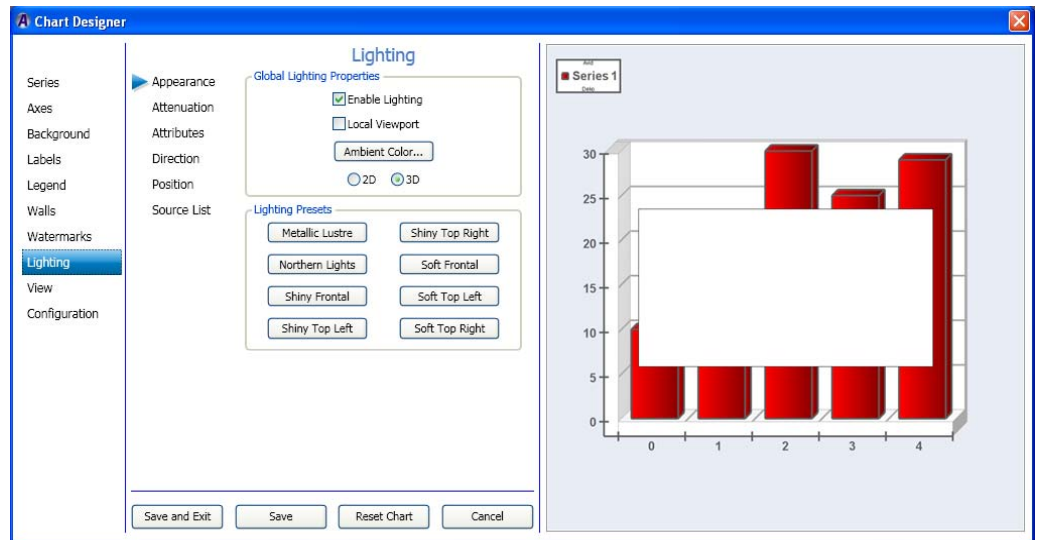 Chart Designer
Series
Axes
Background
Labels
Legend
Walls
Watermarks
Lighting
View
Configuration
Appearance
Attenuation
Attributes
Direction
Position
Source List
Lighting
Global Lighting Properties
Enable Lighting
Local Viewport
Ambient Color...
2D 3D
Lighting Presets
Metallic Lustre Shiny Top Right
Northern Lights Soft Frontal
Shiny Frontal Soft Top Left
Shiny Top Left Soft Top Right
Save and Exit Save Reset Chart Cancel
Series 1
30
25
20
15
10
5
0
0 1 2 3 4